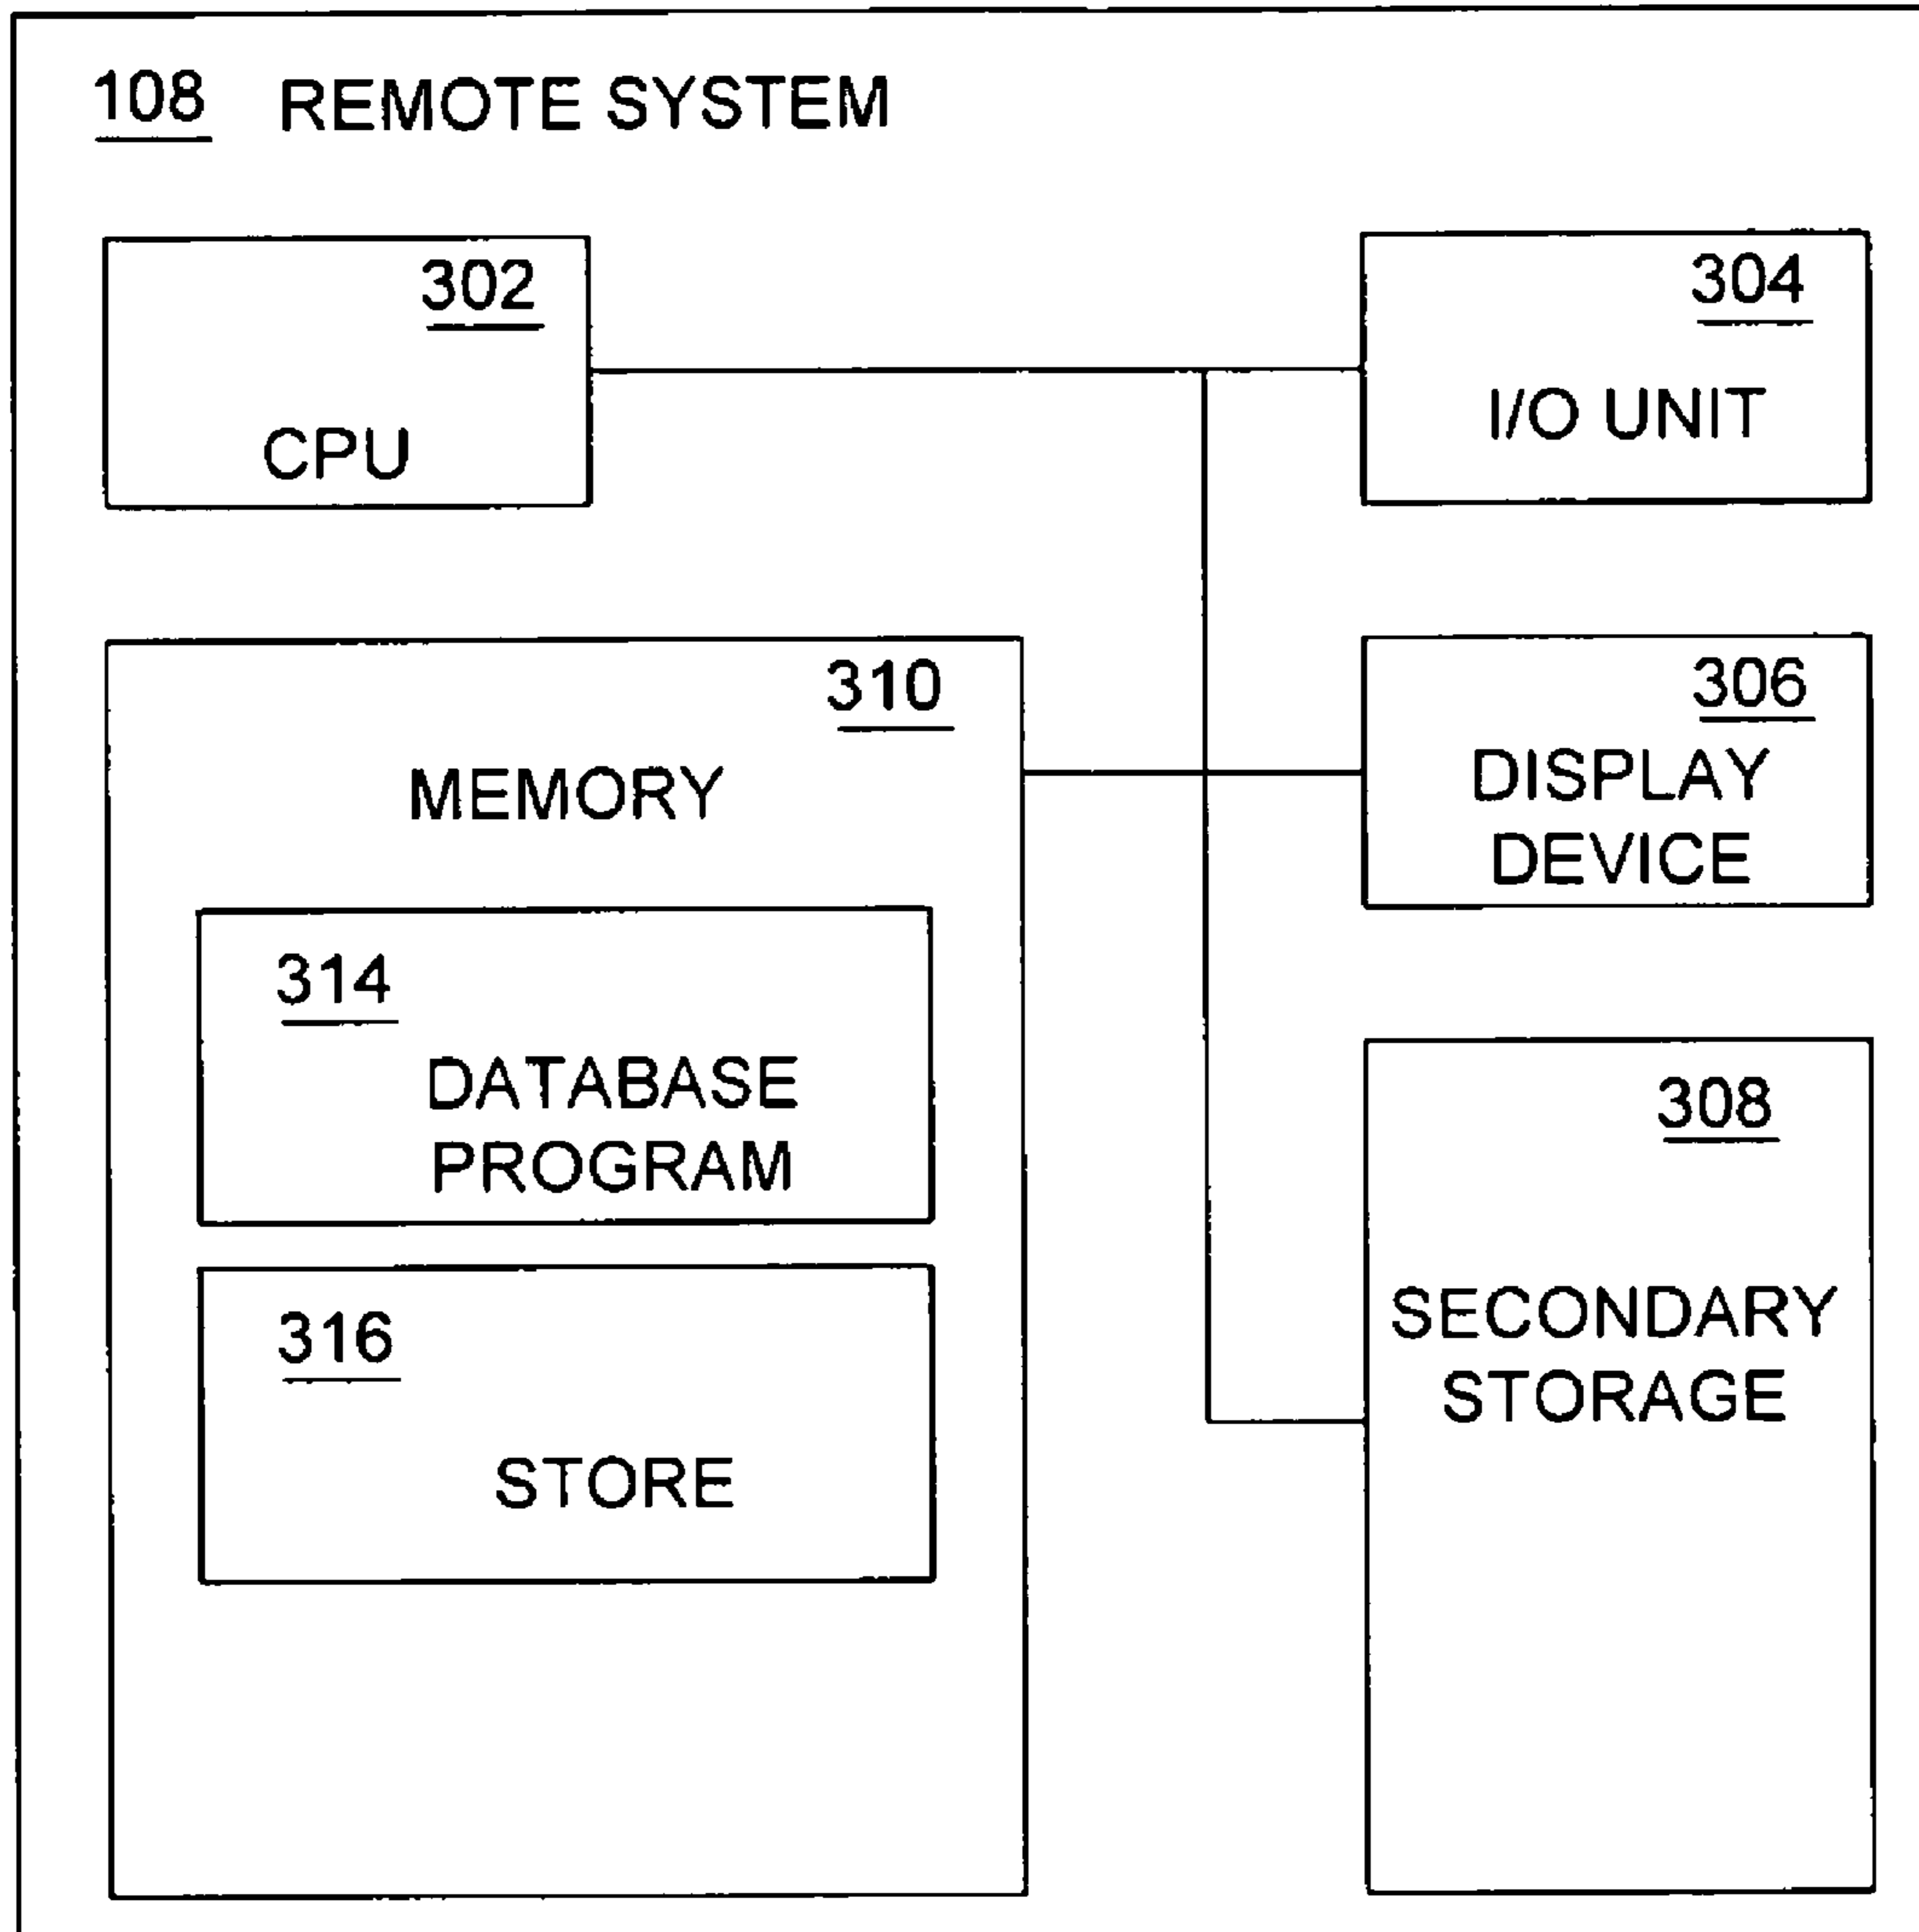 108 REMOTE SYSTEM
302
CPU
304
I/O UNIT
310
MEMORY
306
DISPLAY
DEVICE
314
DATABASE
PROGRAM
308
SECONDARY
STORAGE
316
STORE